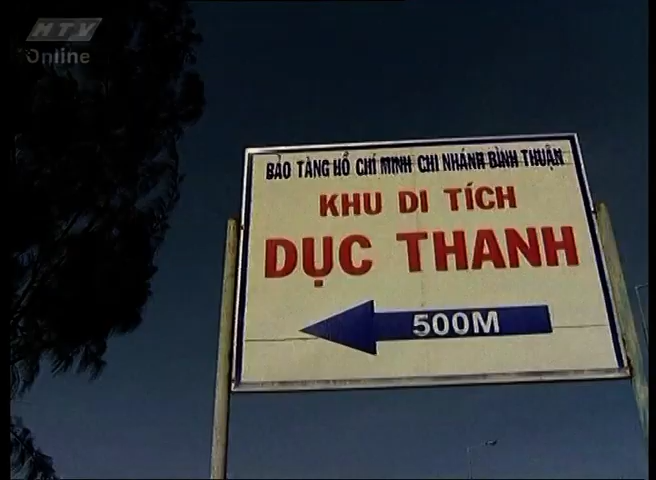 HTV
Online
BẢO TÀNG HỒ CHÍ MINH CHI NHÁNH BÌNH THUẬN
KHU DI TÍCH
DỤC THANH
500M